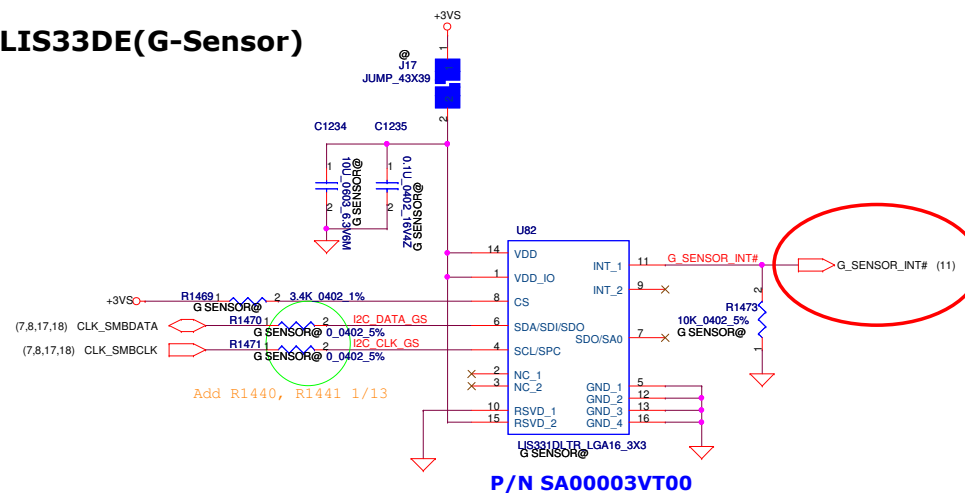 +3VS
LIS33DE(G-Sensor)
@
J17
JUMP_43X39
1
2
C1234
C1235
1
2
10U_0603_6.3V6M
G SENSOR@
1
2
0.1U_0402_16V4Z
G SENSOR@
U82
14 VDD
1 VDD_IO
8 CS
6 SDA/SDI/SDO
4 SCL/SPC
2 NC_1
3 NC_2
10 RSVD_1
15 RSVD_2
INT_1 11 G_SENSOR_INT#
INT_2 9
SDO/SA0 7
GND_1 5
GND_2 12
GND_3 13
GND_4 16
G_SENSOR_INT# (11)
+3VS R1469 1 2 3.4K_0402_1%
G SENSOR@
(7,8,17,18) CLK_SMBDATA R1470 1 2 I2C_DATA_GS
G SENSOR@ 0_0402_5%
(7,8,17,18) CLK_SMBCLK R1471 1 2 I2C_CLK_GS
G SENSOR@ 0_0402_5%
Add R1440, R1441 1/13
2
R1473
10K_0402_5%
G SENSOR@
1
LIS331DLTR_LGA16_3X3
G SENSOR@
P/N SA00003VT00